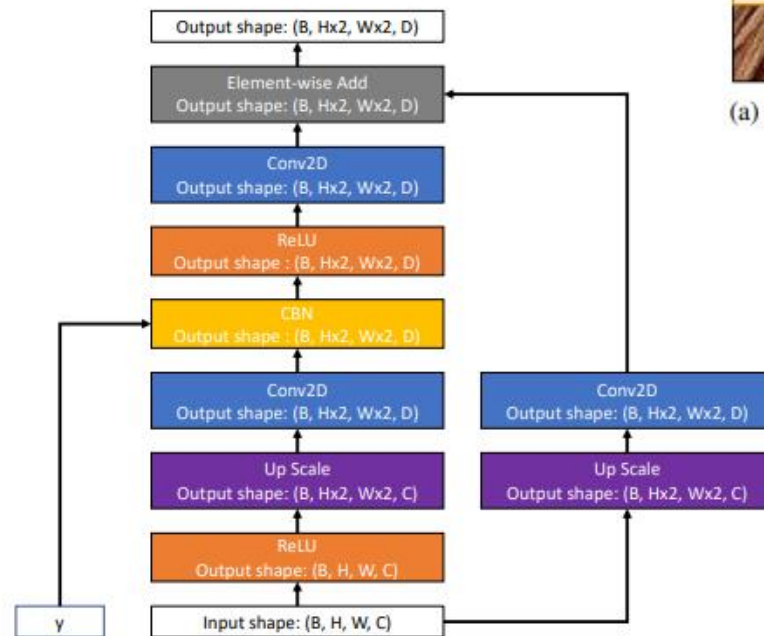 Output shape: (B, Hx2, Wx2, D)
Element-wise Add
Output shape: (B, Hx2, Wx2, D)
(a)
Conv2D
Output shape: (B, Hx2, Wx2, D)
ReLU
Output shape : (B, Hx2, Wx2, D)
CBN
Output shape : (B, Hx2, Wx2, D)
Conv2D
Output shape: (B, Hx2, Wx2, D)
Conv2D
Output shape: (B, Hx2, Wx2, D)
Up Scale
Output shape: (B, Hx2, Wx2, C)
Up Scale
Output shape: (B, Hx2, Wx2, C)
ReLU
Output shape: (B, H, W, C)
y
Input shape: (B, H, W, C)